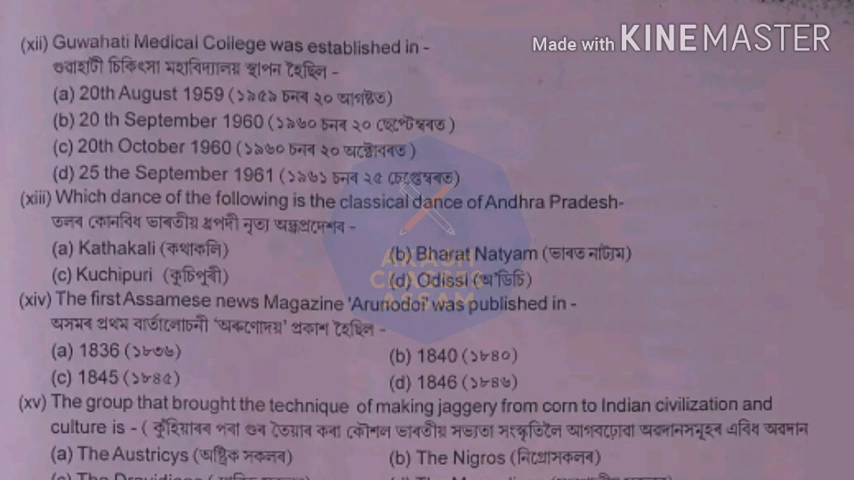 Made with KINEMASTER
(xii) Guwahati Medical College was established in -
গুৱাহাটী চিকিৎসা মহাবিদ্যালয় স্থাপন হৈছিল -
(a) 20th August 1959 (১৯৫৯ চনৰ ২০ আগষ্টত)
(b) 20 th September 1960 (১৯৬০ চনৰ ২০ ছেপ্টেম্বৰত )
(c) 20th October 1960 (১৯৬০ চনৰ ২০ অক্টোবৰত )
(d) 25 the September 1961 (১৯৬১ চনৰ ২৫ চেপ্তেম্বৰত)
(xiii) Which dance of the following is the classical dance of Andhra Pradesh-
তলৰ কোনবিধ ভাৰতীয় ধ্ৰুপদী নৃত্য অন্ধ্ৰপ্ৰদেশৰ -
(a) Kathakali (কথাকলি)
(b) Bharat Natyam (ভাৰত নাট্যম)
(c) Kuchipuri (কুচিপুৰী)
(d) Odissi (অ'ডিচি)
AKASH
CLASSES
ASSAM
(xiv) The first Assamese news Magazine 'Arunodoi' was published in -
অসমৰ প্ৰথম বাৰ্তালোচনী ‘অৰুণোদয়’ প্ৰকাশ হৈছিল -
(a) 1836 (১৮৩৬)
(b) 1840 (১৮৪০)
(c) 1845 (১৮৪৫)
(d) 1846 (১৮৪৬)
(xv) The group that brought the technique of making jaggery from corn to Indian civilization and
culture is - ( কুঁহিয়াৰৰ পৰা গুৰ তৈয়াৰ কৰা কৌশল ভাৰতীয় সভ্যতা সংস্কৃতিলৈ আগবঢ়োৱা অৱদানসমূহৰ এবিধ অৱদান
(a) The Austricys (অষ্ট্ৰিক সকলৰ)
(b) The Nigros (নিগ্ৰোসকলৰ)